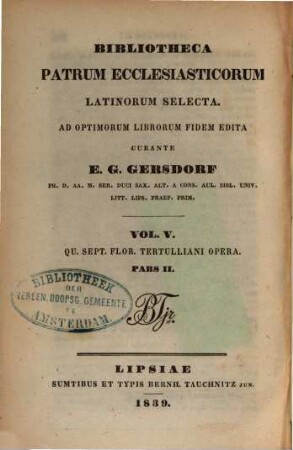 BIBLIOTHECA
PATRUM ECCLESIASTICORUM
LATINORUM SELECTA.
AD OPTIMORUM LIBRORUM FIDEM EDITA
CURANTE
E. G. GERSDORF
PH. D. AA. M. SER. DUCI SAX. ALT. A CONS. AUL. BIBL. UNIV.
LITT. LIPS. PRAEF. PRIM.
VOL. V.
QU. SEPT. FLOR. TERTULLIANI OPERA.
PARS II.
BIBLIOTHEEK
DER
VEREEN. DOOPSG. GEMEENTE
TE
AMSTERDAM.
BTjr.
LIPSIAE
SUMTIBUS ET TYPIS BERNH. TAUCHNITZ JUN.
1839.